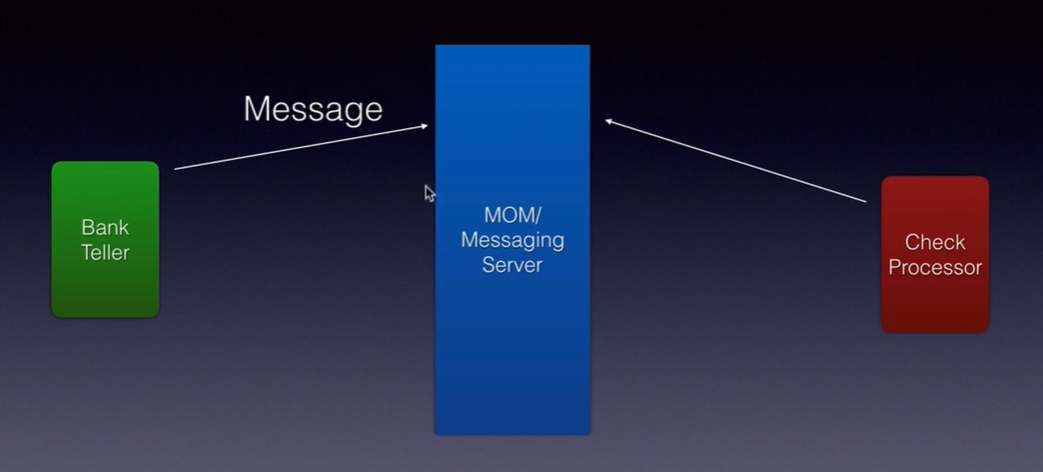 Message
Bank
Teller
MOM/
Messaging
Server
Check
Processor